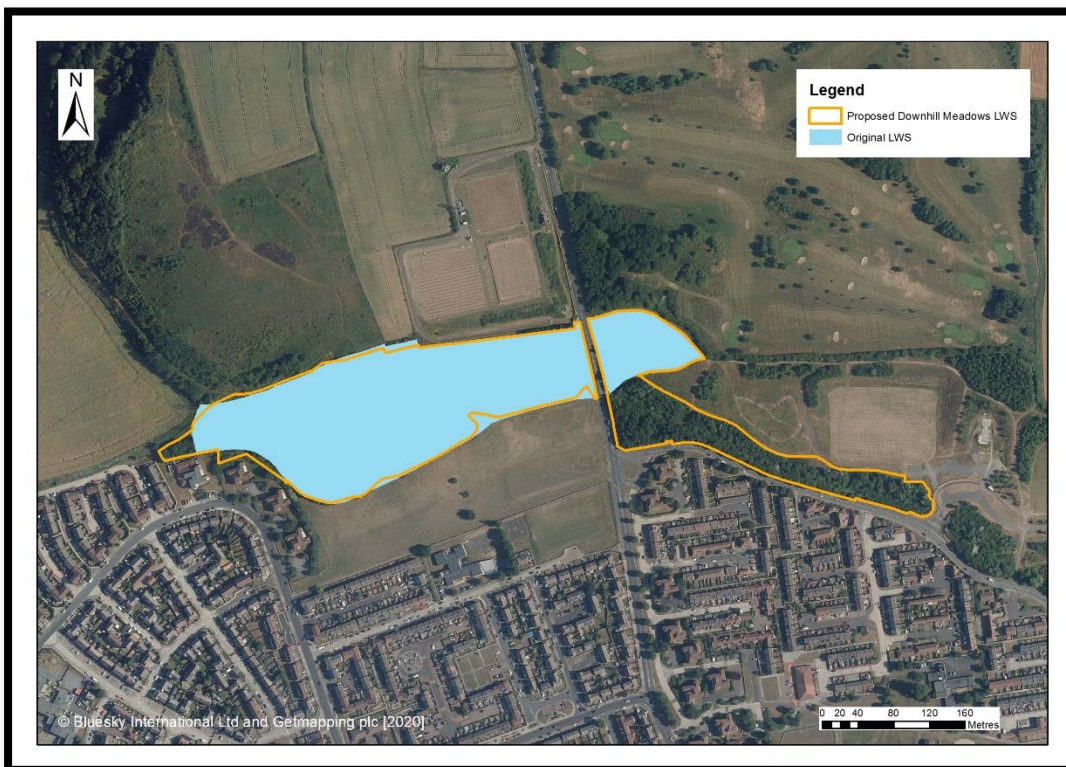 N
Legend
Proposed Downhill Meadows LWS
Original LWS
© Bluesky International Ltd and Getmapping plc [2020]
0 20 40 80 120 160
Metres